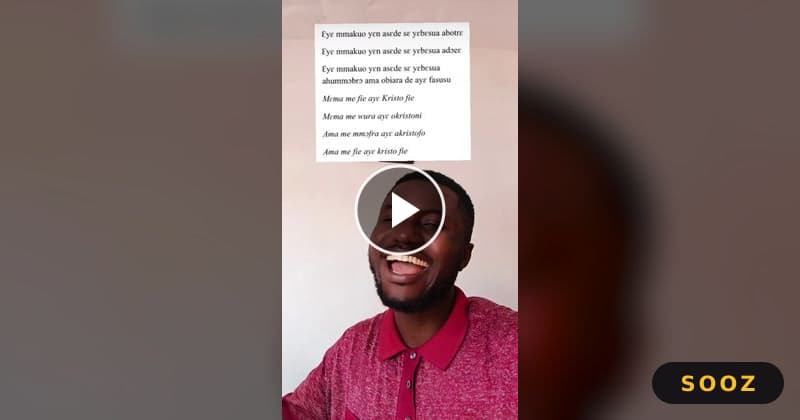 Ɛyɛ mmakuo yɛn asɛde sɛ yɛbɛsua abotrɛ
Ɛyɛ mmakuo yɛn asɛde sɛ yɛbɛsua adɔeɛ
Ɛyɛ mmakuo yɛn asɛde sɛ yɛbɛsua
ahummɔbrɔ ama obiara de ayɛ fasusu
Mɛma me fie ayɛ Kristo fie
Mɛma me wura ayɛ okristoni
Ama me mmɔfra ayɛ akristofo
Ama me fie ayɛ kristo fie
SOOZ